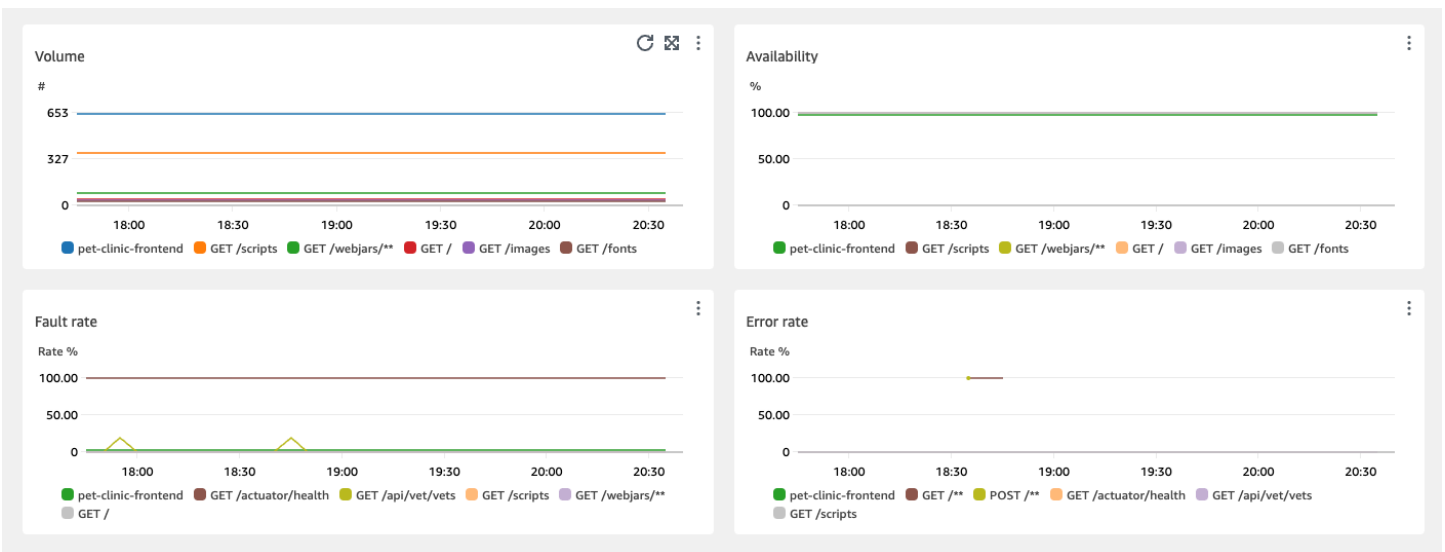 Volume
#
653
327
0
18:00 18:30 19:00 19:30 20:00 20:30
pet-clinic-frontend GET /scripts GET /webjars/** GET / GET /images GET /fonts
Availability
%
100.00
50.00
0
18:00 18:30 19:00 19:30 20:00 20:30
pet-clinic-frontend GET /scripts GET /webjars/** GET / GET /images GET /fonts
Fault rate
Rate %
100.00
50.00
0
18:00 18:30 19:00 19:30 20:00 20:30
pet-clinic-frontend GET /actuator/health GET /api/vet/vets GET /scripts GET /webjars/**
GET /
Error rate
Rate %
100.00
50.00
0
18:00 18:30 19:00 19:30 20:00 20:30
pet-clinic-frontend GET /** POST /** GET /actuator/health GET /api/vet/vets
GET /scripts